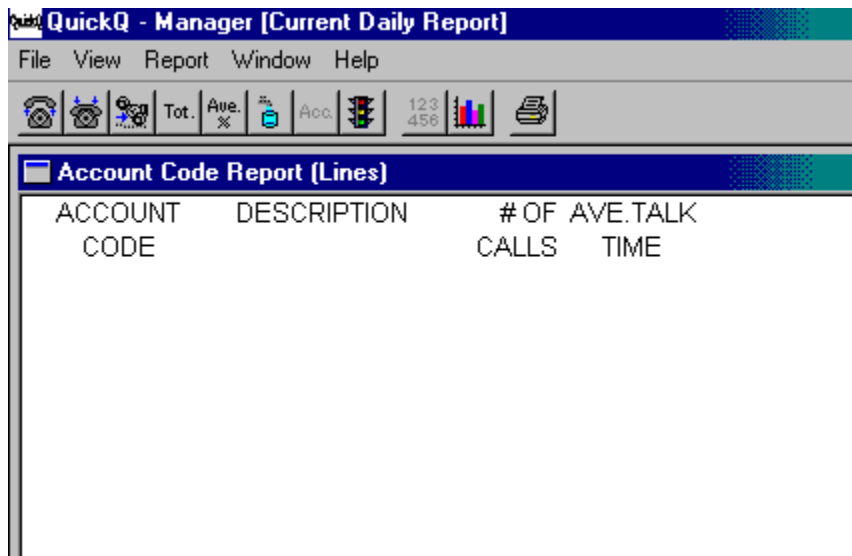 QuickQ - Manager [Current Daily Report]
File View Report Window Help
Tot. Ave. % Acc. 123 456
Account Code Report (Lines)
ACCOUNT DESCRIPTION # OF AVE.TALK
CODE CALLS TIME